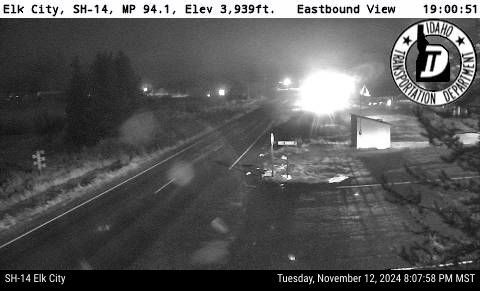 Elk City, SH-14, MP 94.1, Elev 3,939ft.   Eastbound View    19:00:51
IDAHO
TRANSPORTATION DEPARTMENT
SH-14 Elk City
Tuesday, November 12, 2024 8:07:58 PM MST